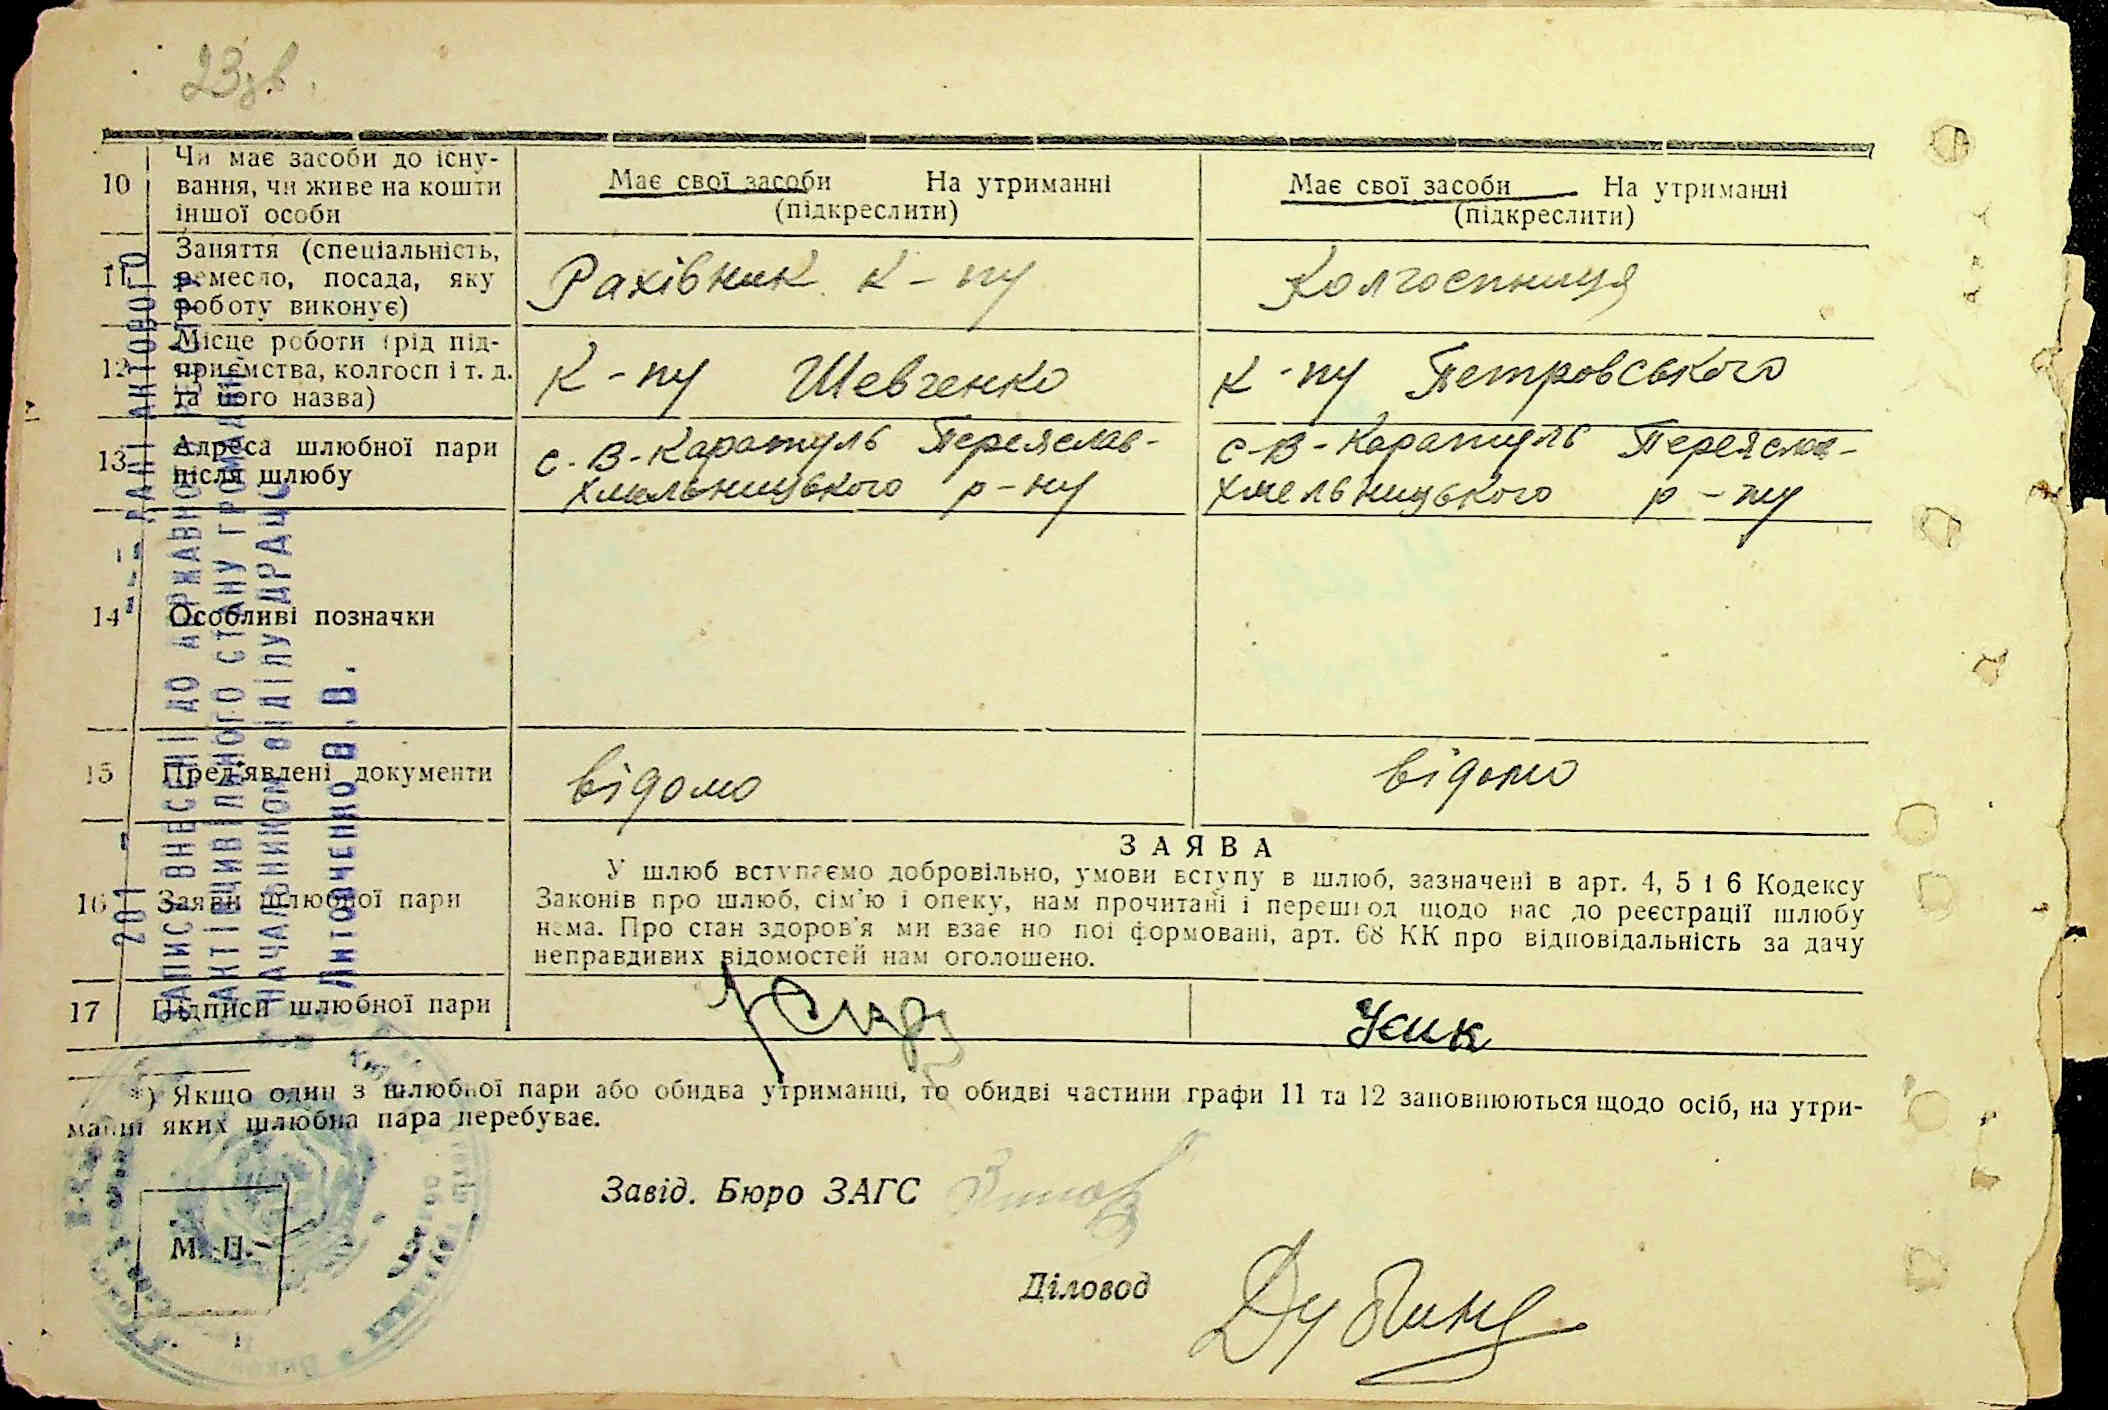 23зв.
10 Чи має засоби до існування, чи живе на кошти іншої особи
Має свої засоби На утриманні
(підкреслити)
Має свої засоби На утриманні
(підкреслити)
11 Заняття (спеціальність, ремесло, посада, яку роботу виконує)
Рахівник к-пу
Колгоспниця
12 Місце роботи (рід підприємства, колгосп і т. д. та його назва)
К-пу Шевченко
К-пу Петровського
13 Адреса шлюбної пари після шлюбу
с. В-Каратуль Переяслав-
Хмельницького р-ну
с-В-Каратуль Переяслав-
Хмельницького р-ну
14 Особливі позначки
15 Пред'явлені документи
відомо
відомо
16 Заяви шлюбної пари
ЗАЯВА
У шлюб вступаємо добровільно, умови вступу в шлюб, зазначені в арт. 4, 5 і 6 Кодексу
Законів про шлюб, сім'ю і опеку, нам прочитані і перешкод щодо нас до реєстрації шлюбу
нема. Про стан здоров'я ми взаємно поінформовані, арт. 68 КК про відповідальність за дачу
неправдивих відомостей нам оголошено.
17 Підписи шлюбної пари
Усик
*) Якщо один з шлюбної пари або обидва утриманці, то обидві частини графи 11 та 12 заповнюються щодо осіб, на утри-
манні яких шлюбна пара перебуває.
Завід. Бюро ЗАГС
Діловод Дубина
М. П.
201
ДАНІ АКТОВОГО
ЗАПИСУ ВНЕСЕНІ ДО ДЕРЖАВНОГО РЕЄСТРУ
АКТІВ ЦИВІЛЬНОГО СТАНУ ГРОМАДЯН
НАЧАЛЬНИКОМ ВІДДІЛУ ДРАЦС
Литовченко В.В.